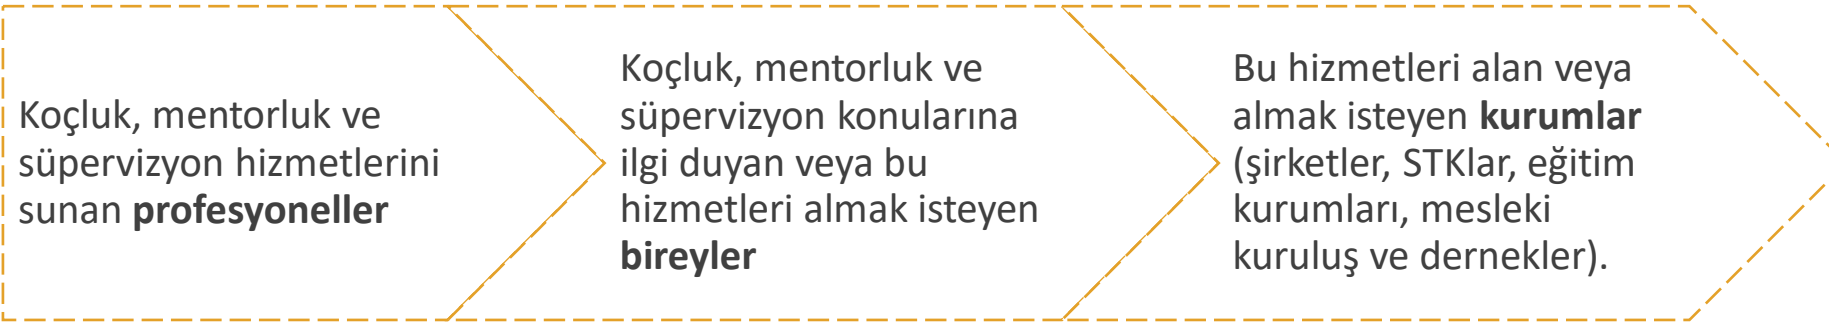 Koçluk, mentorluk ve
süpervizyon hizmetlerini
sunan profesyoneller
Koçluk, mentorluk ve
süpervizyon konularına
ilgi duyan veya bu
hizmetleri almak isteyen
bireyler
Bu hizmetleri alan veya
almak isteyen kurumlar
(şirketler, STKlar, eğitim
kurumları, mesleki
kuruluş ve dernekler).